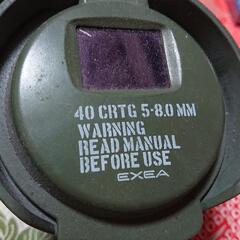 40 CRTG 5-8.0 MM
WARNING
READ MANUAL
BEFORE USE
EXEA